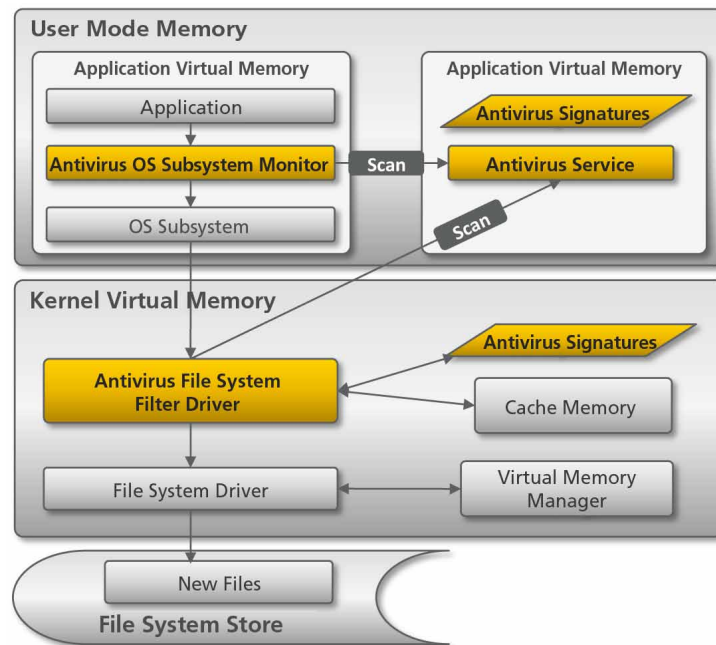 User Mode Memory
Application Virtual Memory
Application
Antivirus OS Subsystem Monitor
OS Subsystem
Scan
Application Virtual Memory
Antivirus Signatures
Antivirus Service
Scan
Kernel Virtual Memory
Antivirus File System
Filter Driver
Antivirus Signatures
Cache Memory
File System Driver
Virtual Memory
Manager
New Files
File System Store